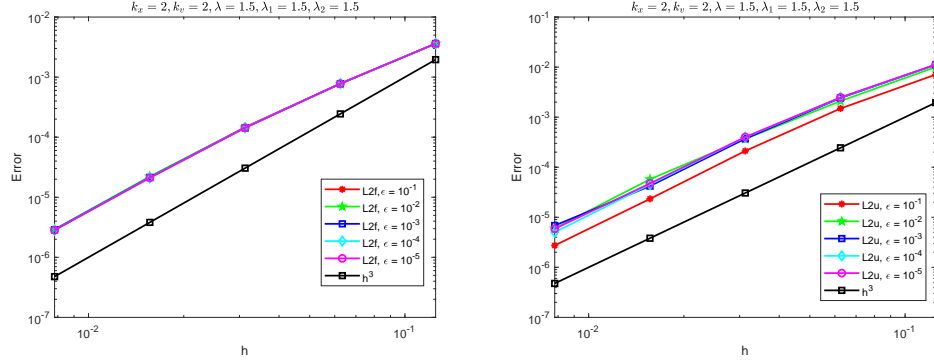 k_x = 2, k_v = 2, λ = 1.5, λ_1 = 1.5, λ_2 = 1.5
10^-2
10^-3
10^-4
10^-5
10^-6
10^-7
Error
10^-2
10^-1
h
L2f, ϵ = 10^-1
L2f, ϵ = 10^-2
L2f, ϵ = 10^-3
L2f, ϵ = 10^-4
L2f, ϵ = 10^-5
h^3
k_x = 2, k_v = 2, λ = 1.5, λ_1 = 1.5, λ_2 = 1.5
10^-1
10^-2
10^-3
10^-4
10^-5
10^-6
10^-7
Error
10^-2
10^-1
h
L2u, ϵ = 10^-1
L2u, ϵ = 10^-2
L2u, ϵ = 10^-3
L2u, ϵ = 10^-4
L2u, ϵ = 10^-5
h^3